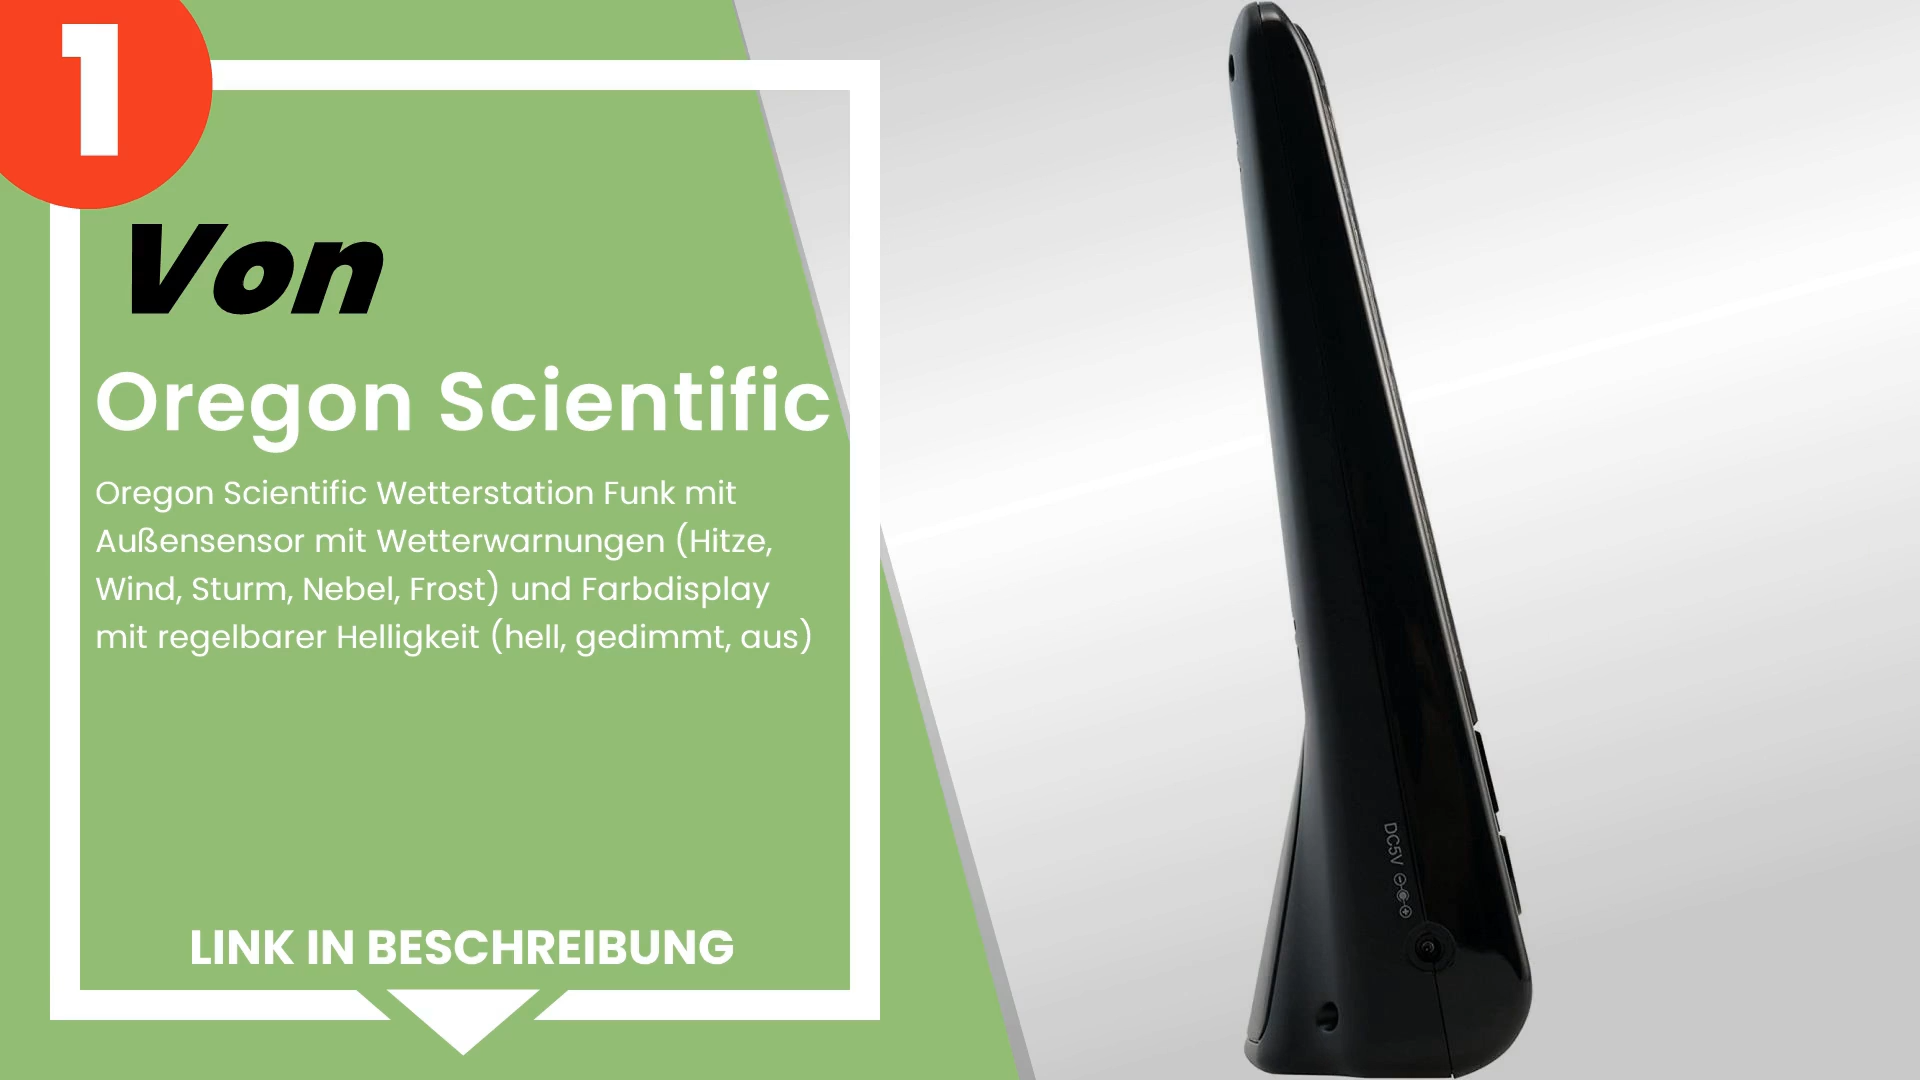 1
Von
Oregon Scientific
Oregon Scientific Wetterstation Funk mit
Außensensor mit Wetterwarnungen (Hitze,
Wind, Sturm, Nebel, Frost) und Farbdisplay
mit regelbarer Helligkeit (hell, gedimmt, aus)
LINK IN BESCHREIBUNG
DC5V